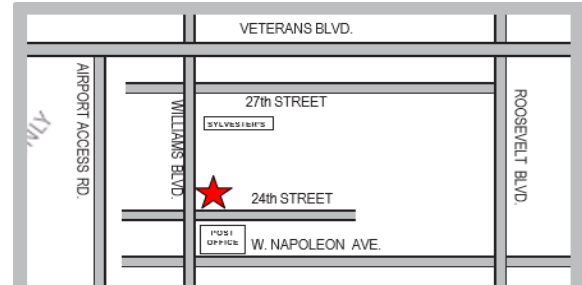 VETERANS BLVD.
AIRPORT ACCESS RD.
WILLIAMS BLVD.
27th STREET
SYLVESTER'S
ROOSEVELT BLVD.
24th STREET
POST
OFFICE
W. NAPOLEON AVE.